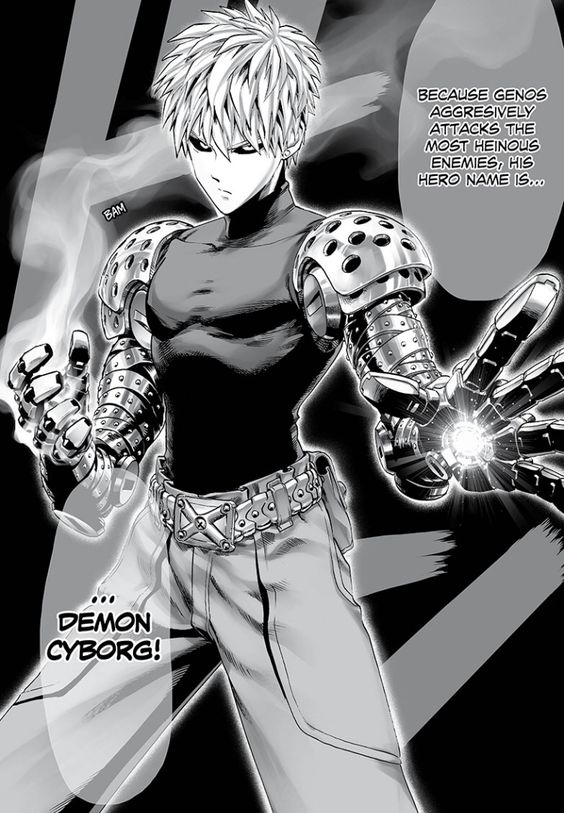 BECAUSE GENOS
AGGRESIVELY
ATTACKS THE
MOST HEINOUS
ENEMIES, HIS
HERO NAME IS...
BAM
...
DEMON
CYBORG!